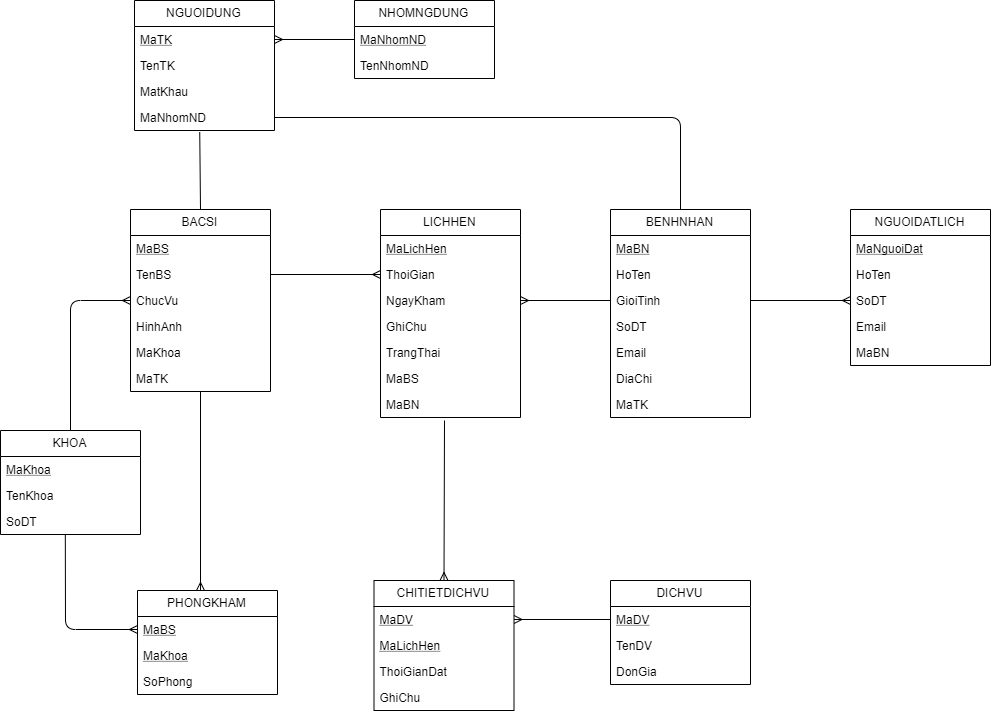 NGUOIDUNG
MaTK
TenTK
MatKhau
MaNhomND
NHOMNGDUNG
MaNhomND
TenNhomND
BACSI
MaBS
TenBS
ChucVu
HinhAnh
MaKhoa
MaTK
LICHHEN
MaLichHen
ThoiGian
NgayKham
GhiChu
TrangThai
MaBS
MaBN
BENHNHAN
MaBN
HoTen
GioiTinh
SoDT
Email
DiaChi
MaTK
NGUOIDATLICH
MaNguoiDat
HoTen
SoDT
Email
MaBN
KHOA
MaKhoa
TenKhoa
SoDT
PHONGKHAM
MaBS
MaKhoa
SoPhong
CHITIETDICHVU
MaDV
MaLichHen
ThoiGianDat
GhiChu
DICHVU
MaDV
TenDV
DonGia